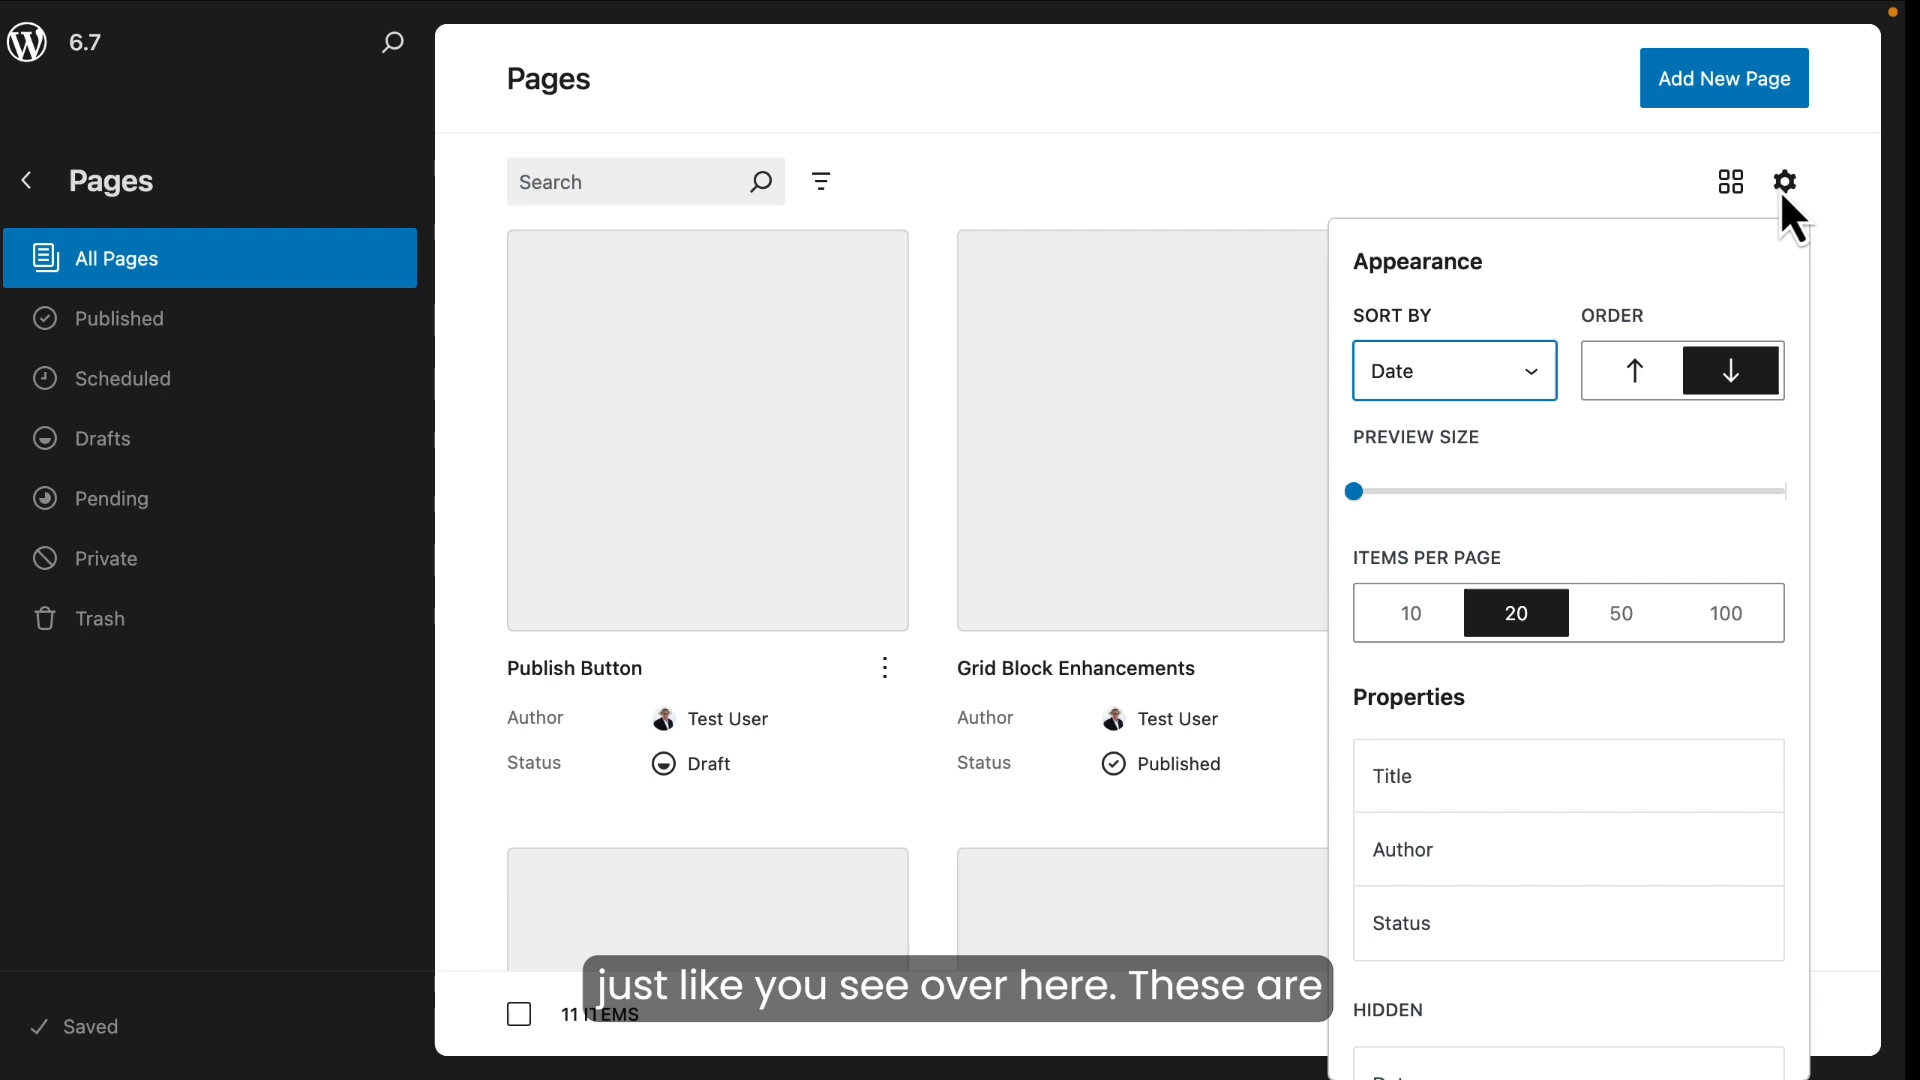 6.7
Pages
All Pages
Published
Scheduled
Drafts
Pending
Private
Trash
Saved
Pages
Add New Page
Search
Publish Button
Author
Test User
Status
Draft
Grid Block Enhancements
Author
Test User
Status
Published
11 ITEMS
Appearance
SORT BY
ORDER
Date
PREVIEW SIZE
ITEMS PER PAGE
10 20 50 100
Properties
Title
Author
Status
HIDDEN
just like you see over here. These are